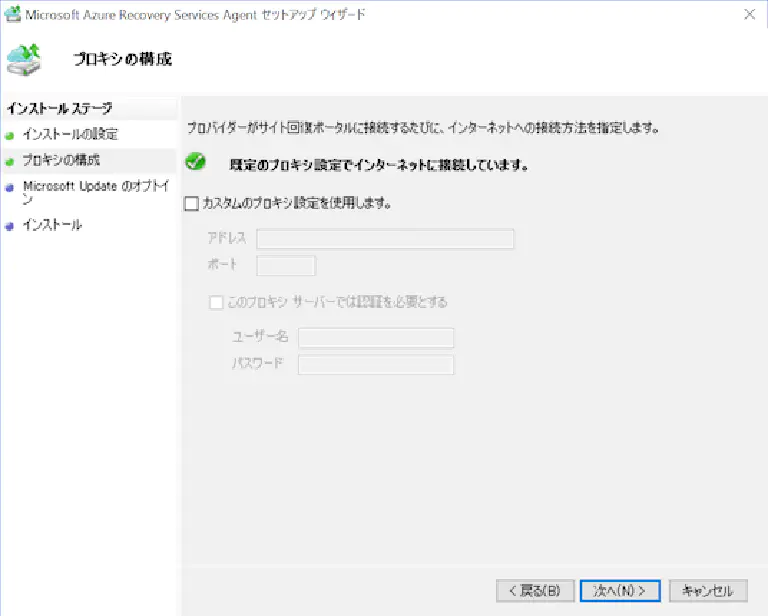 Microsoft Azure Recovery Services Agent セットアップ ウィザード
プロキシの構成
インストール ステージ
インストールの設定
プロキシの構成
Microsoft Update のオプトイ
ン
インストール
プロバイダーがサイト回復ポータルに接続するたびに、インターネットへの接続方法を指定します。
既定のプロキシ設定でインターネットに接続しています。
カスタムのプロキシ設定を使用します。
アドレス
ポート
このプロキシ サーバーでは認証を必要とする
ユーザー名
パスワード
< 戻る(B)
次へ(N) >
キャンセル